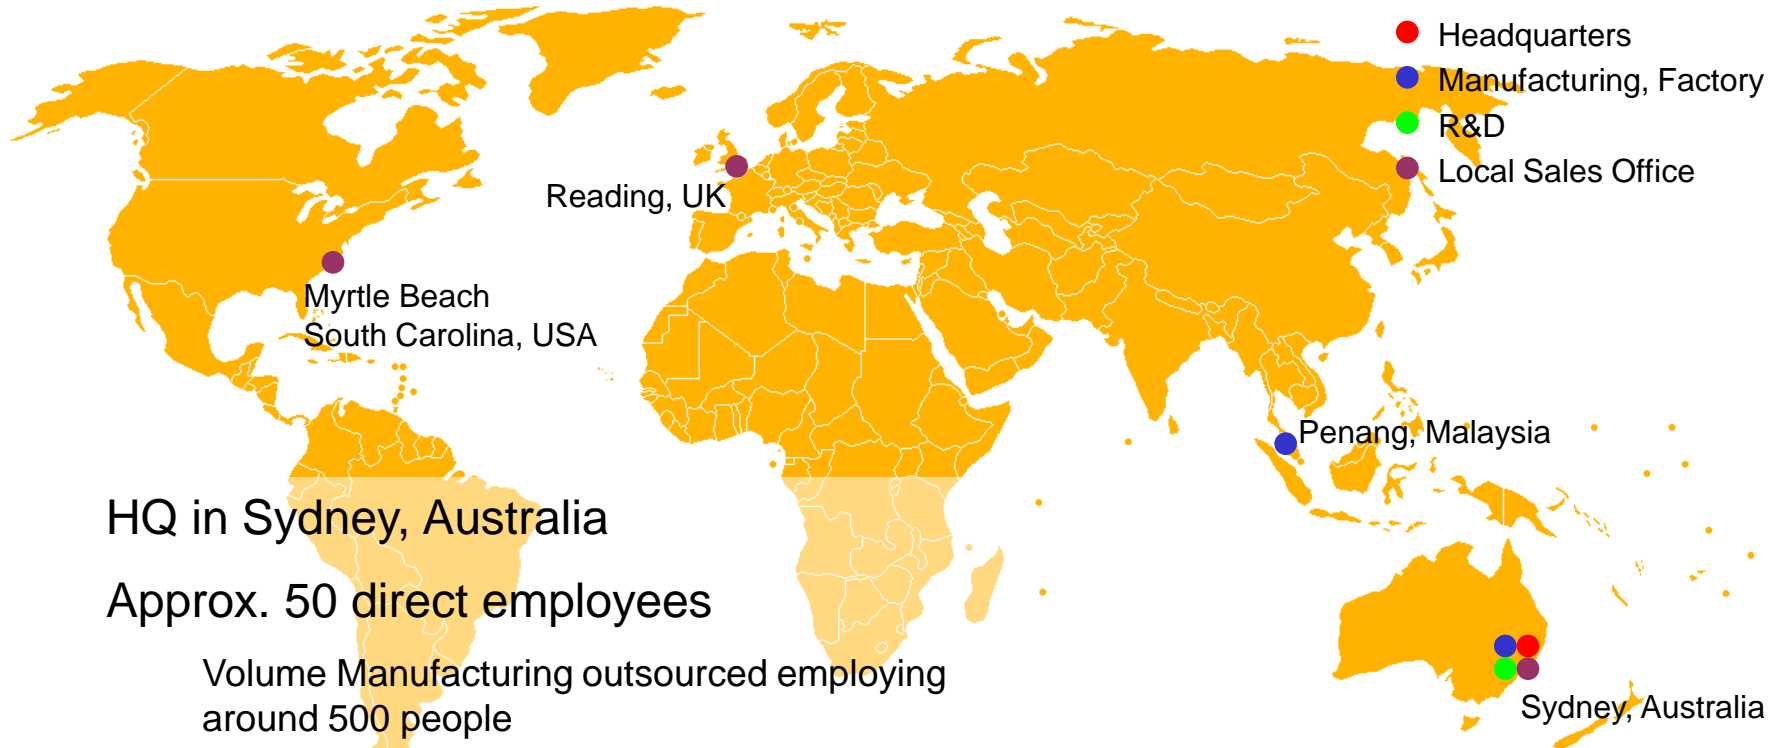 Headquarters
Manufacturing, Factory
R&D
Local Sales Office
Reading, UK
Myrtle Beach
South Carolina, USA
Penang, Malaysia
HQ in Sydney, Australia
Approx. 50 direct employees
Volume Manufacturing outsourced employing
around 500 people
Sydney, Australia